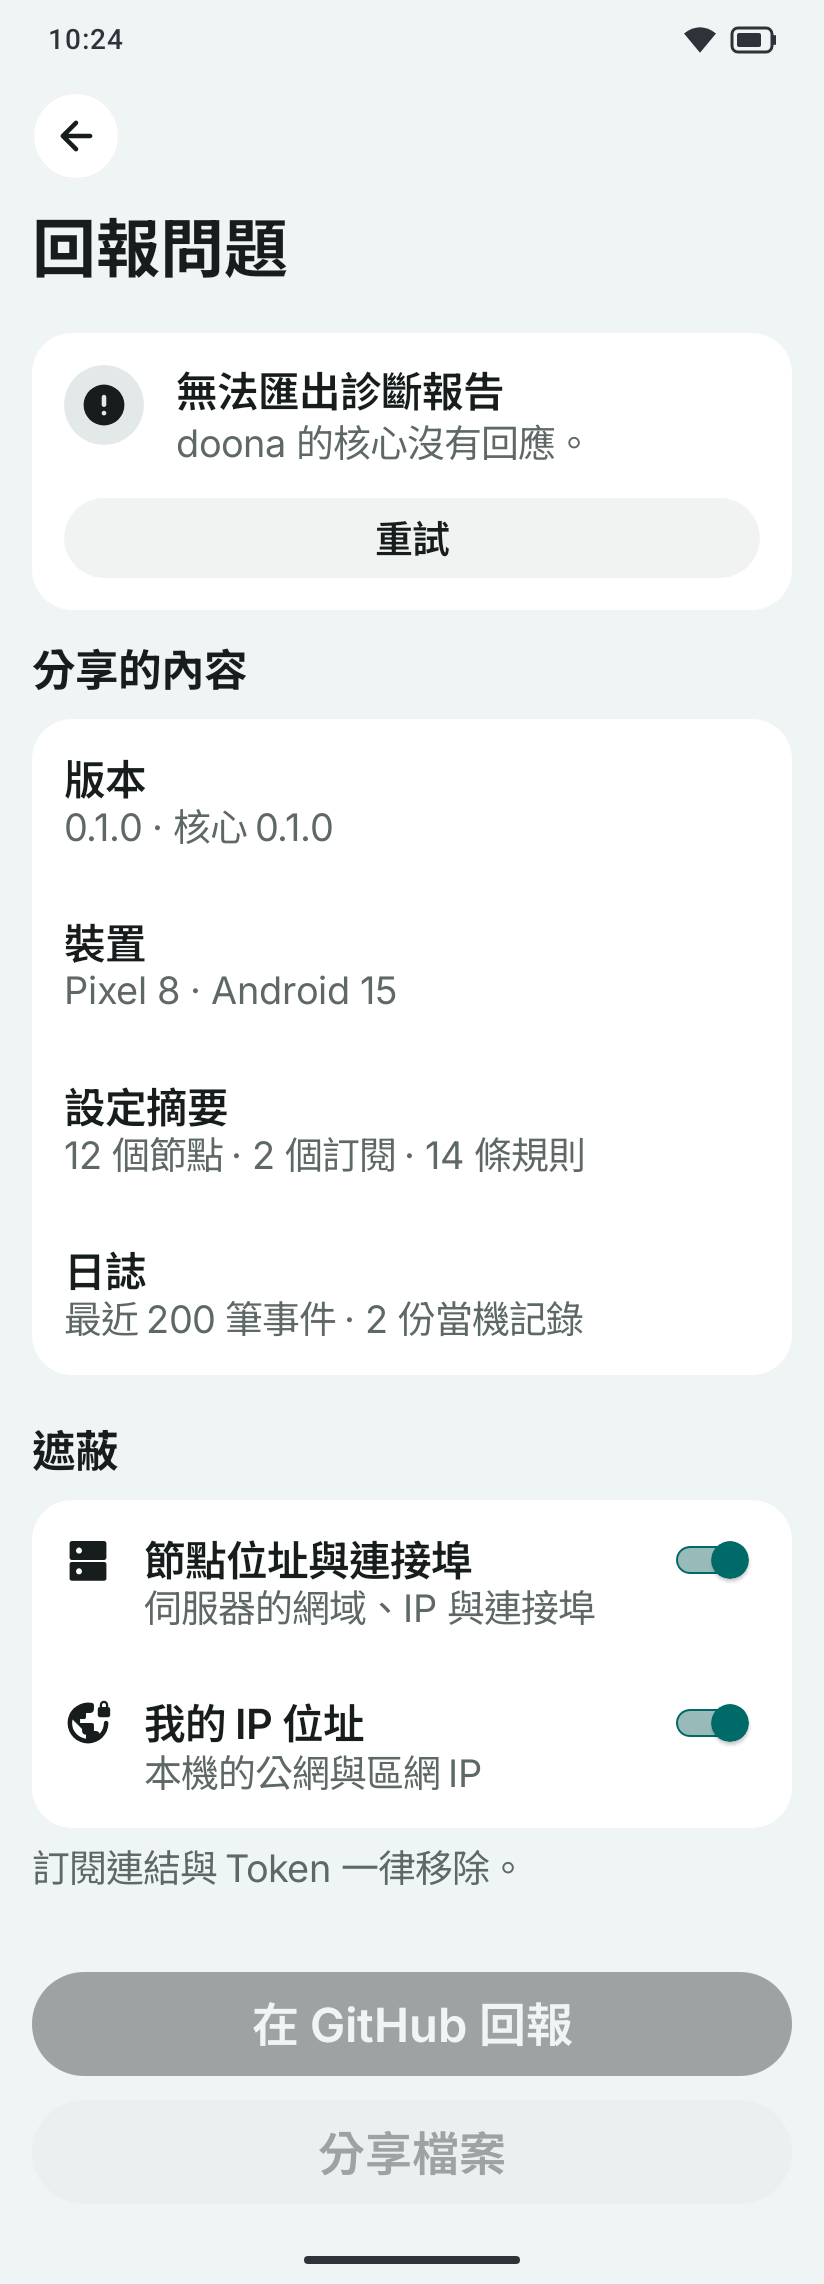 10:24
回報問題
無法匯出診斷報告
doona 的核心沒有回應。
重試
分享的內容
版本
0.1.0 · 核心 0.1.0
裝置
Pixel 8 · Android 15
設定摘要
12 個節點 · 2 個訂閱 · 14 條規則
日誌
最近 200 筆事件 · 2 份當機記錄
遮蔽
節點位址與連接埠
伺服器的網域、IP 與連接埠
我的 IP 位址
本機的公網與區網 IP
訂閱連結與 Token 一律移除。
在 GitHub 回報
分享檔案